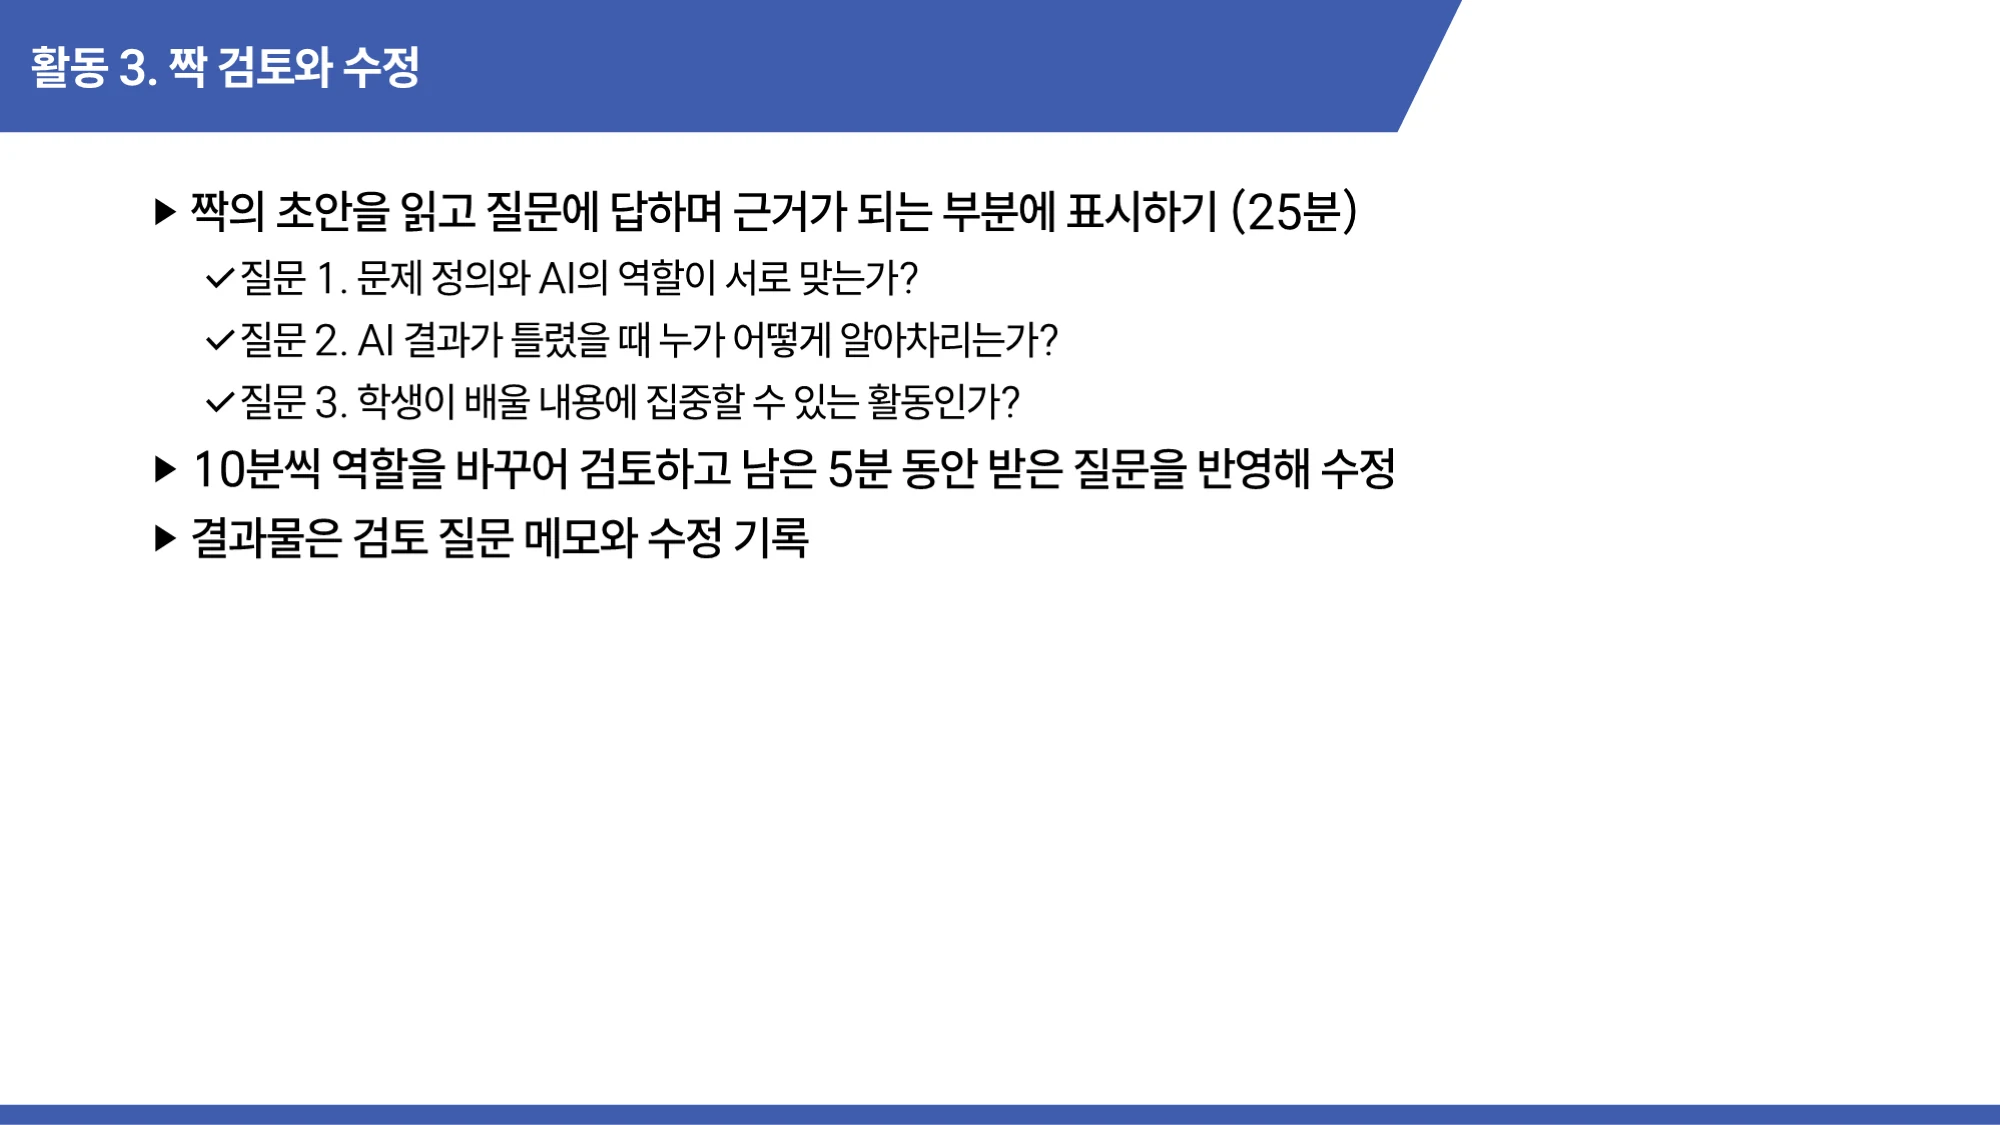 활동 3. 짝 검토와 수정
▶ 짝의 초안을 읽고 질문에 답하며 근거가 되는 부분에 표시하기 (25분)
✓질문 1. 문제 정의와 AI의 역할이 서로 맞는가?
✓질문 2. AI 결과가 틀렸을 때 누가 어떻게 알아차리는가?
✓질문 3. 학생이 배울 내용에 집중할 수 있는 활동인가?
▶ 10분씩 역할을 바꾸어 검토하고 남은 5분 동안 받은 질문을 반영해 수정
▶ 결과물은 검토 질문 메모와 수정 기록